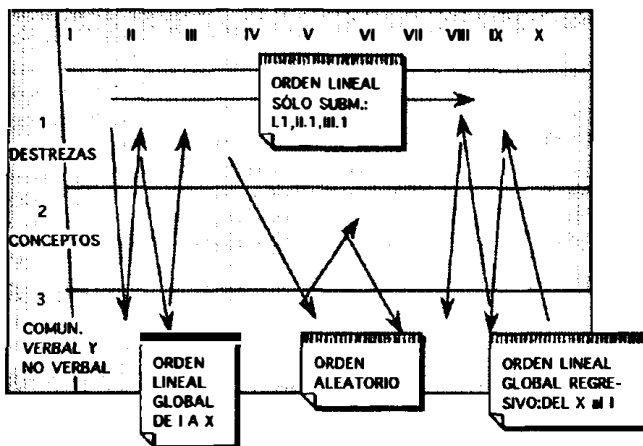 I II III IV V VI VII VIII IX X
ORDEN LINEAL
SÓLO SUBM.:
I.1,II.1,III.1
1
DESTREZAS
2
CONCEPTOS
3
COMUN.
VERBAL Y
NO VERBAL
ORDEN
LINEAL
GLOBAL
DE I A X
ORDEN
ALEATORIO
ORDEN LINEAL
GLOBAL REGRE-
SIVO:DEL X al I